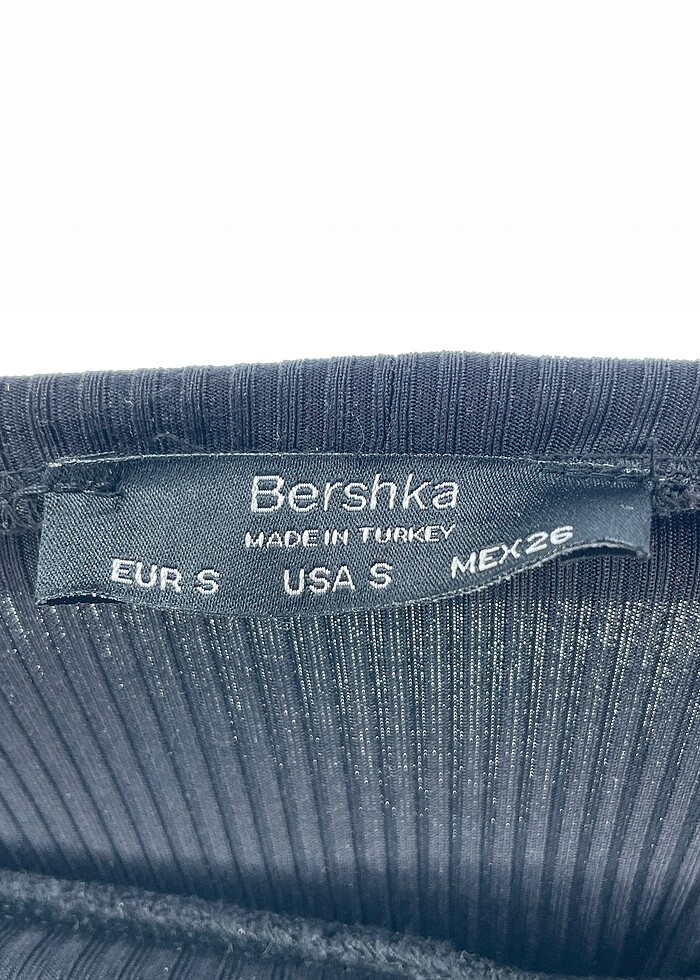 Bershka
MADE IN TURKEY
EUR S USA S MEX 26